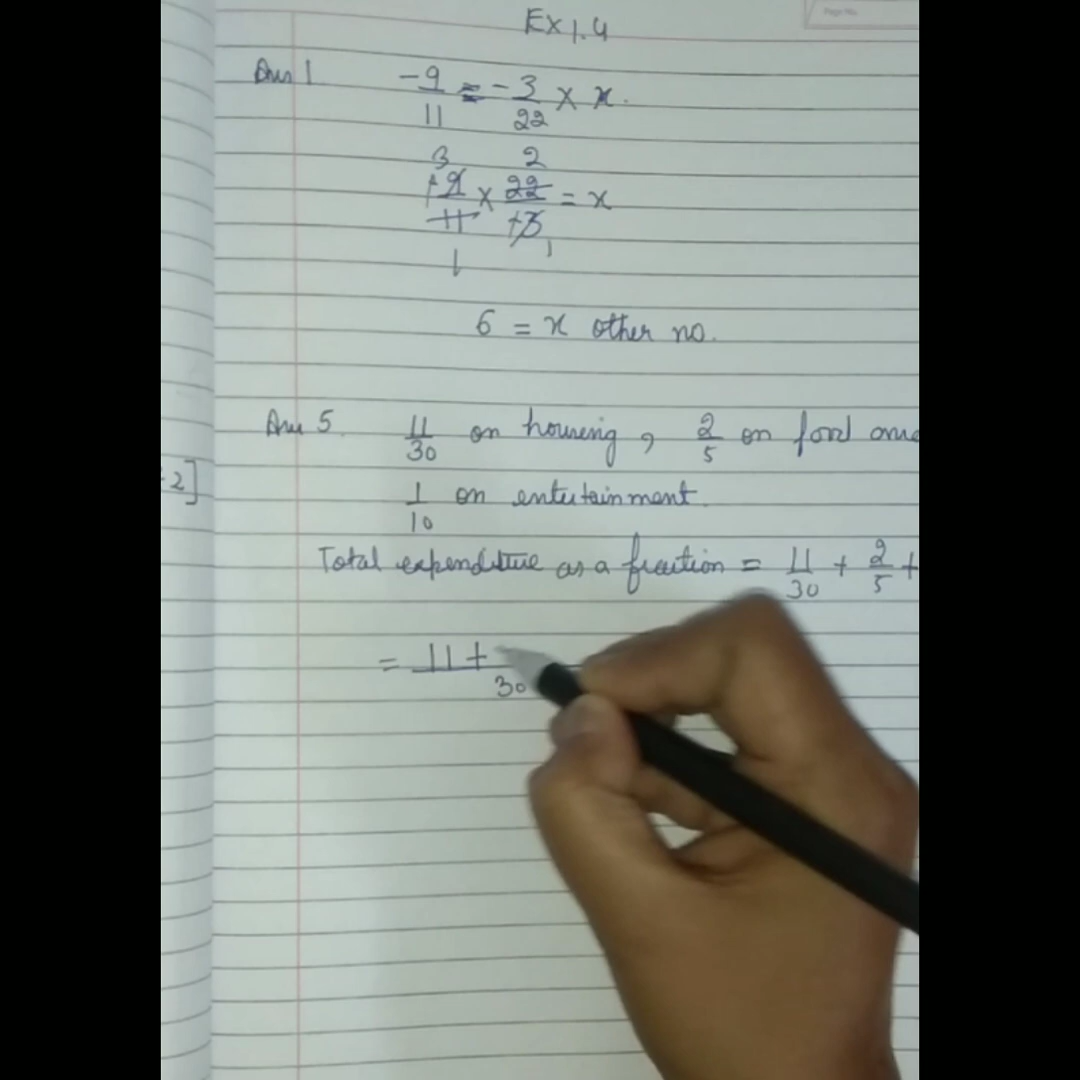 Ex 1.4
Ans 1 -9/11 = -3/22 × x.
3 2
+9/11 × 22/+3 = x
1 1
6 = x other no.
Ans 5. 11/30 on housing, 2/5 on food and
2]
1/10 on entertainment.
Total expenditure as a fraction = 11/30 + 2/5 +
= 11 + /30